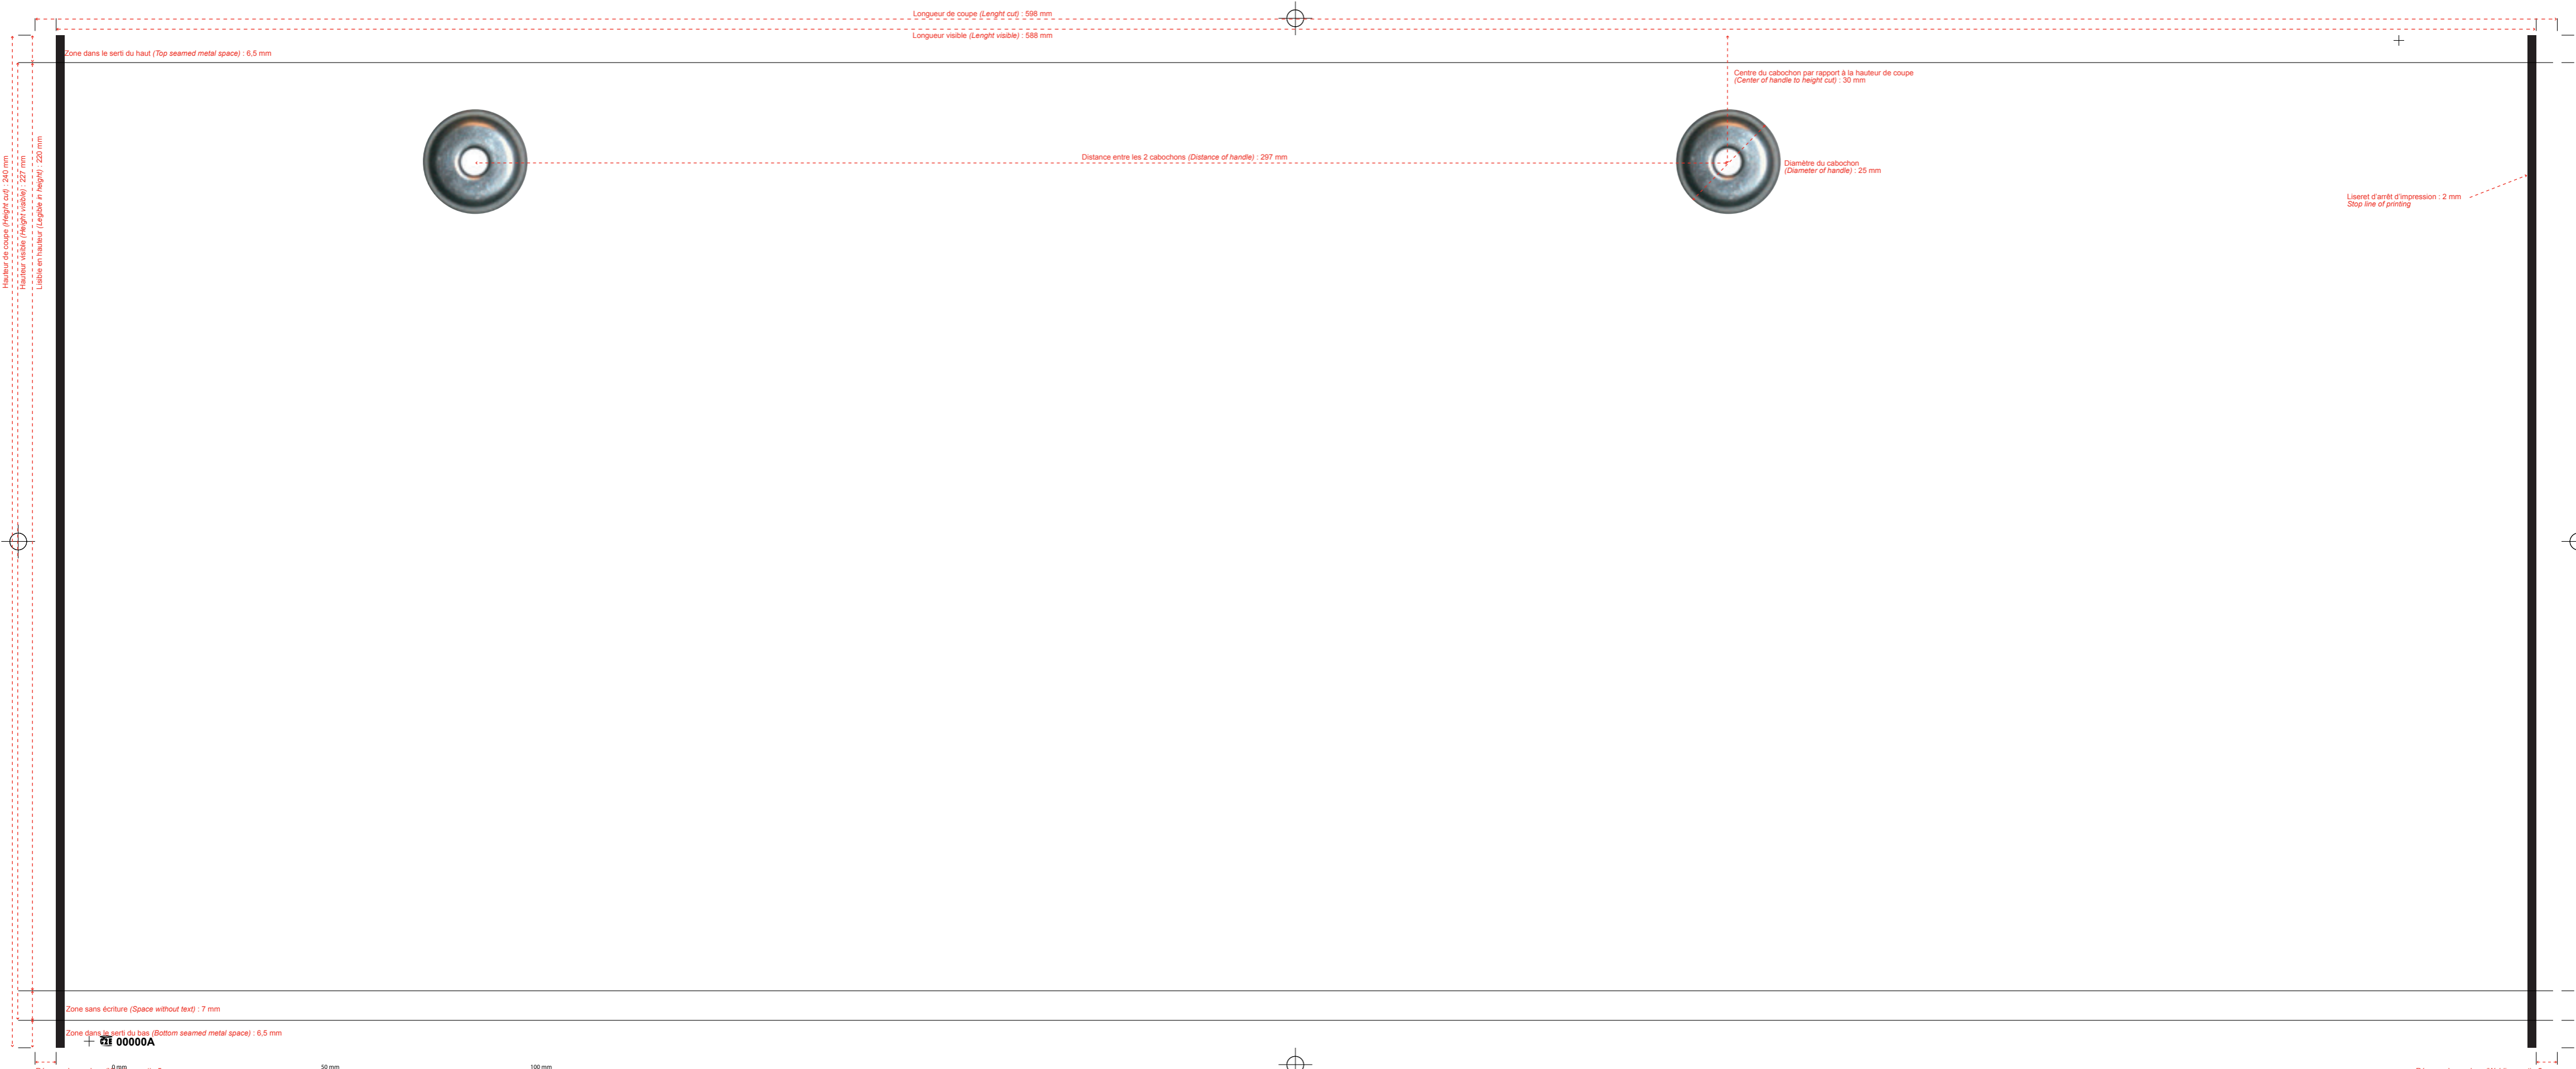 Longueur de coupe (Lenght cut) : 598 mm
Longueur visible (Lenght visible) : 588 mm
Zone dans le serti du haut (Top seamed metal space) : 6,5 mm
Centre du cabochon par rapport à la hauteur de coupe
(Center of handle to height cut) : 30 mm
Distance entre les 2 cabochons (Distance of handle) : 297 mm
Diamètre du cabochon
(Diameter of handle) : 25 mm
Liseret d'arrêt d'impression : 2 mm
Stop line of printing
Hauteur de coupe (Height cut) : 240 mm
Hauteur visible (Height visible) : 227 mm
Lisible en hauteur (Legible in height) : 220 mm
Zone sans écriture (Space without text) : 7 mm
Zone dans le serti du bas (Bottom seamed metal space) : 6,5 mm
00000A
0 mm
50 mm
100 mm